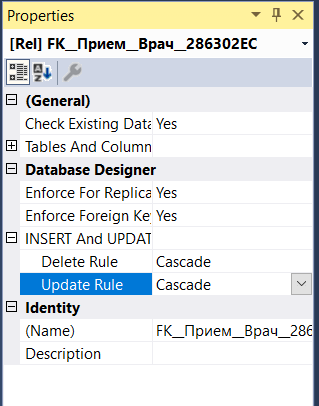 Properties
[Rel] FK__Прием__Врач__286302EC
(General)
Check Existing Data Yes
Tables And Column
Database Designer
Enforce For Replica Yes
Enforce Foreign Key Yes
INSERT And UPDAT
Delete Rule Cascade
Update Rule Cascade
Identity
(Name) FK__Прием__Врач__286
Description